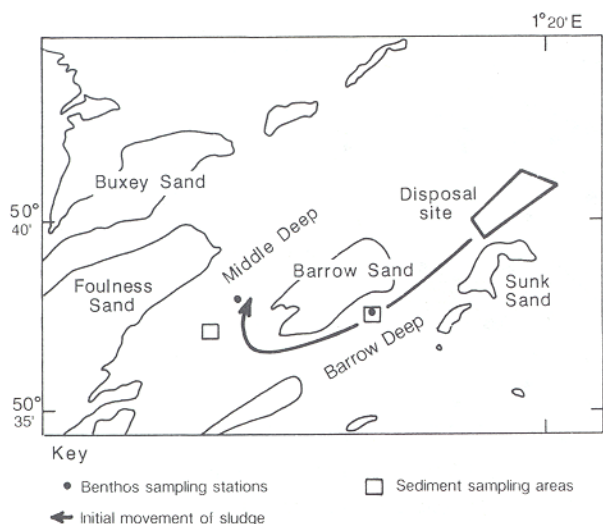 1° 20' E
Buxey Sand
Disposal
site
50°
40'
Middle Deep
Barrow Sand
Foulness
Sand
Sunk
Sand
Barrow Deep
50°
35'
Key
Benthos sampling stations
Sediment sampling areas
Initial movement of sludge